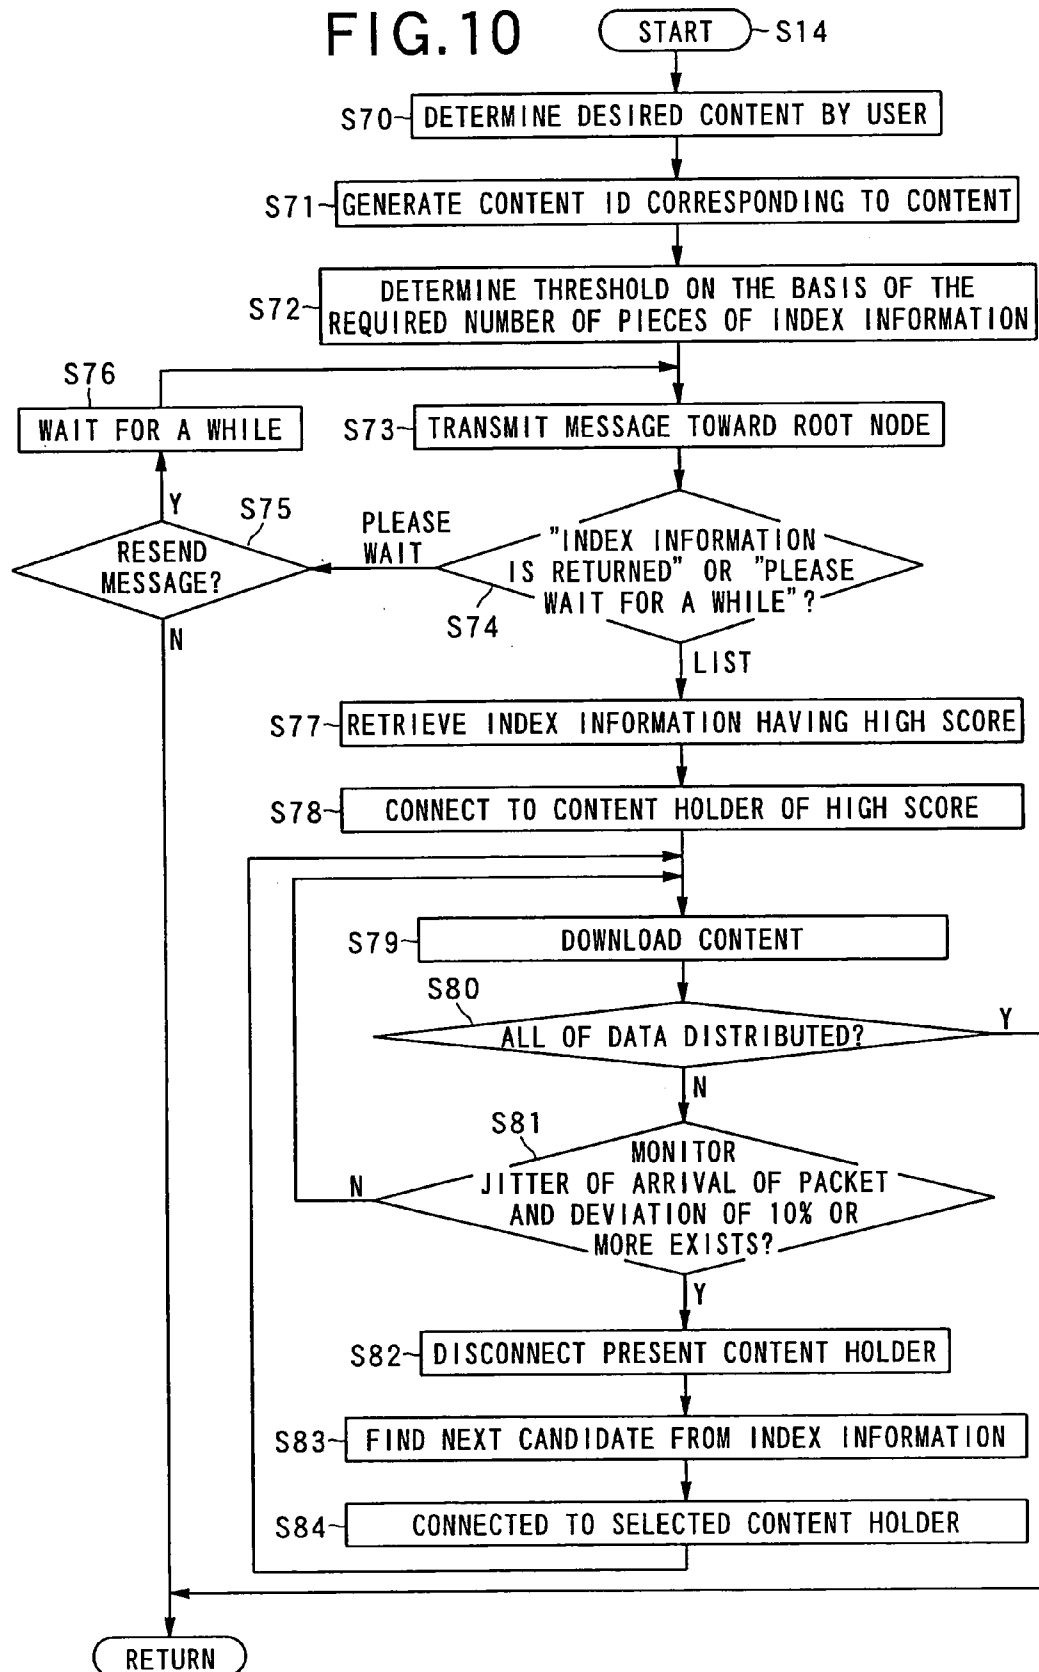 FIG.10
START
S14
S70
DETERMINE DESIRED CONTENT BY USER
S71
GENERATE CONTENT ID CORRESPONDING TO CONTENT
S72
DETERMINE THRESHOLD ON THE BASIS OF THE
REQUIRED NUMBER OF PIECES OF INDEX INFORMATION
S76
WAIT FOR A WHILE
S73
TRANSMIT MESSAGE TOWARD ROOT NODE
Y
S75
RESEND
MESSAGE?
N
PLEASE
WAIT
"INDEX INFORMATION
IS RETURNED" OR "PLEASE
WAIT FOR A WHILE"?
S74
LIST
S77
RETRIEVE INDEX INFORMATION HAVING HIGH SCORE
S78
CONNECT TO CONTENT HOLDER OF HIGH SCORE
S79
DOWNLOAD CONTENT
S80
ALL OF DATA DISTRIBUTED?
Y
N
S81
MONITOR
JITTER OF ARRIVAL OF PACKET
AND DEVIATION OF 10% OR
MORE EXISTS?
N
Y
S82
DISCONNECT PRESENT CONTENT HOLDER
S83
FIND NEXT CANDIDATE FROM INDEX INFORMATION
S84
CONNECTED TO SELECTED CONTENT HOLDER
RETURN